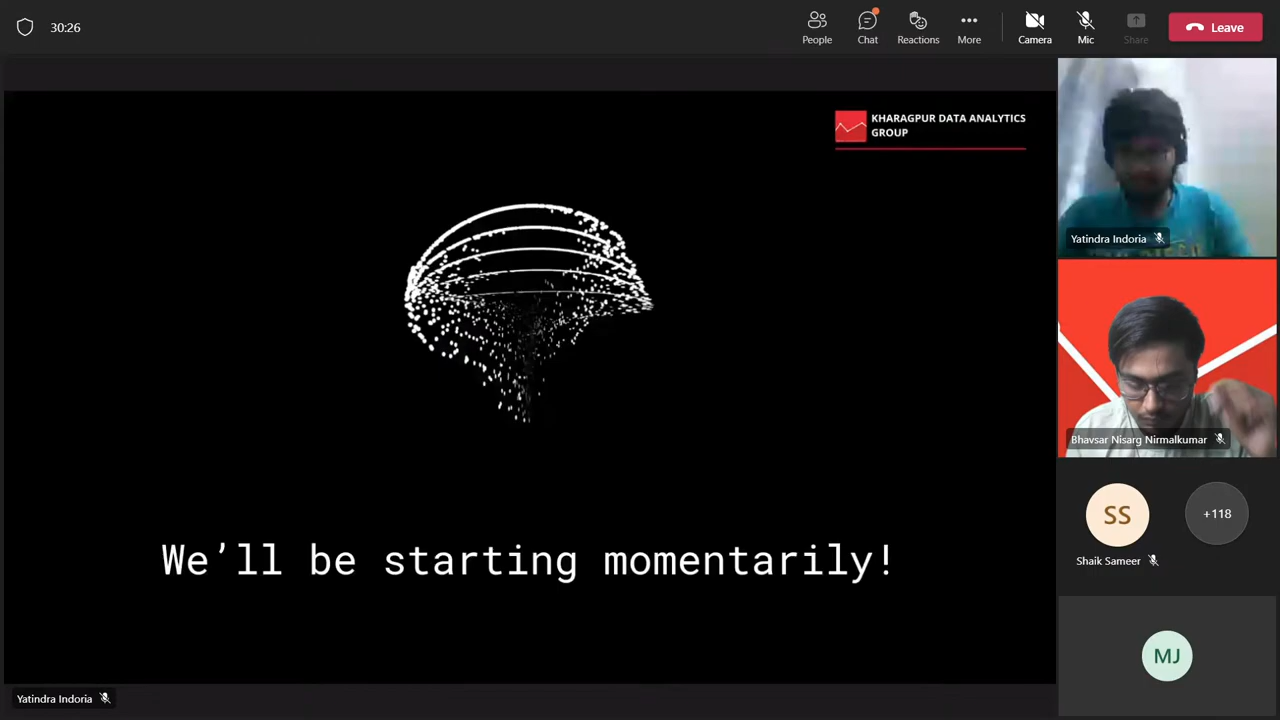 30:26
People
Chat
Reactions
More
Camera
Mic
Share
Leave
KHARAGPUR DATA ANALYTICS
GROUP
We’ll be starting momentarily!
Yatindra Indoria
Yatindra Indoria
Bhavsar Nisarg Nirmalkumar
SS
+118
Shaik Sameer
MJ